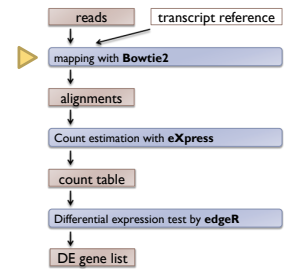 reads
transcript reference
mapping with Bowtie2
alignments
Count estimation with eXpress
count table
Differential expression test by edgeR
DE gene list